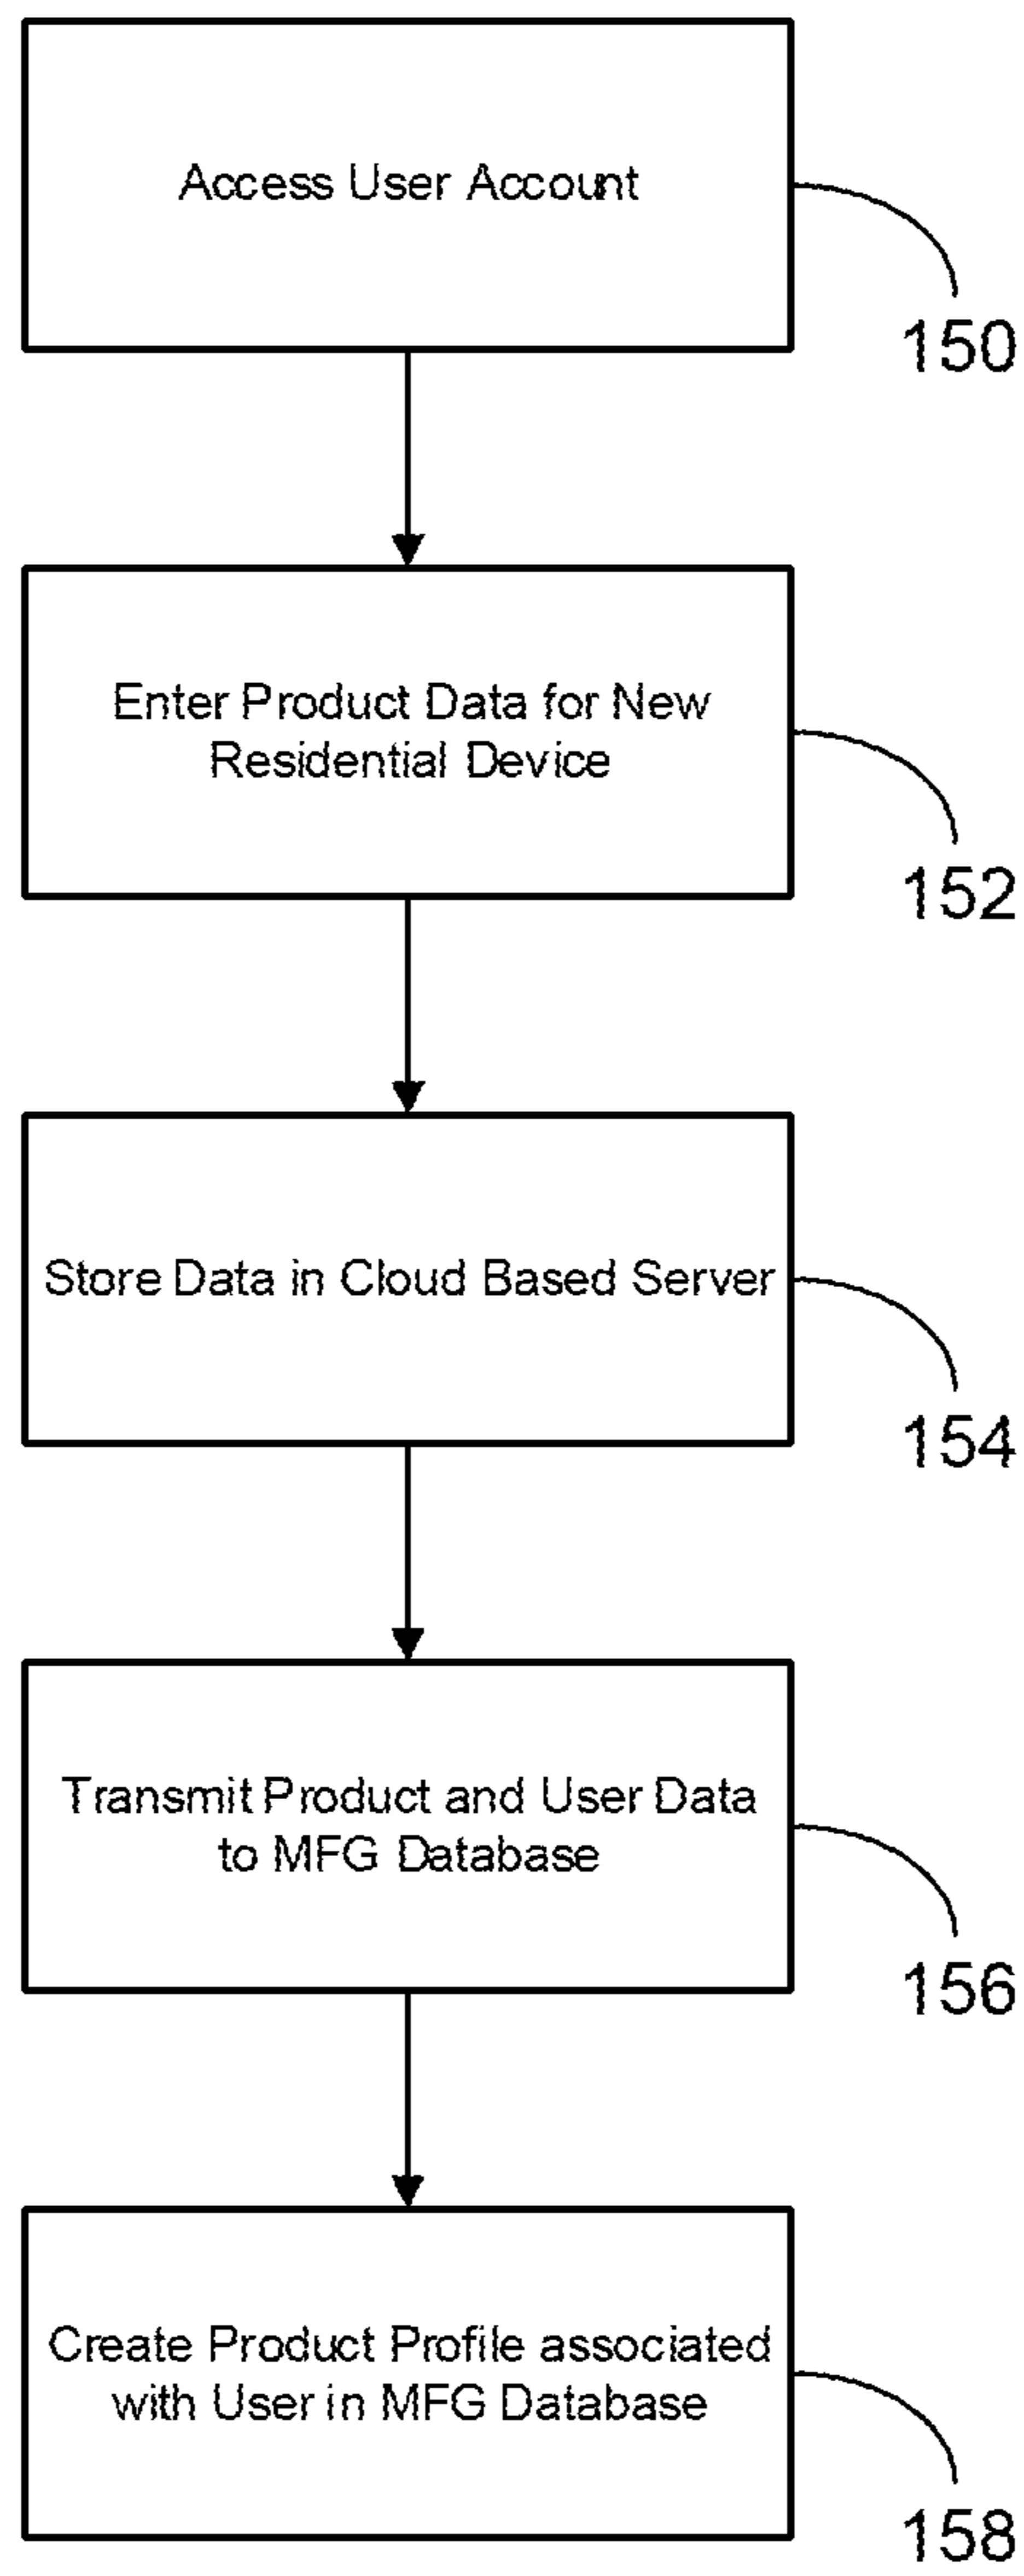 Access User Account
150
Enter Product Data for New
Residential Device
152
Store Data in Cloud Based Server
154
Transmit Product and User Data
to MFG Database
156
Create Product Profile associated
with User in MFG Database
158